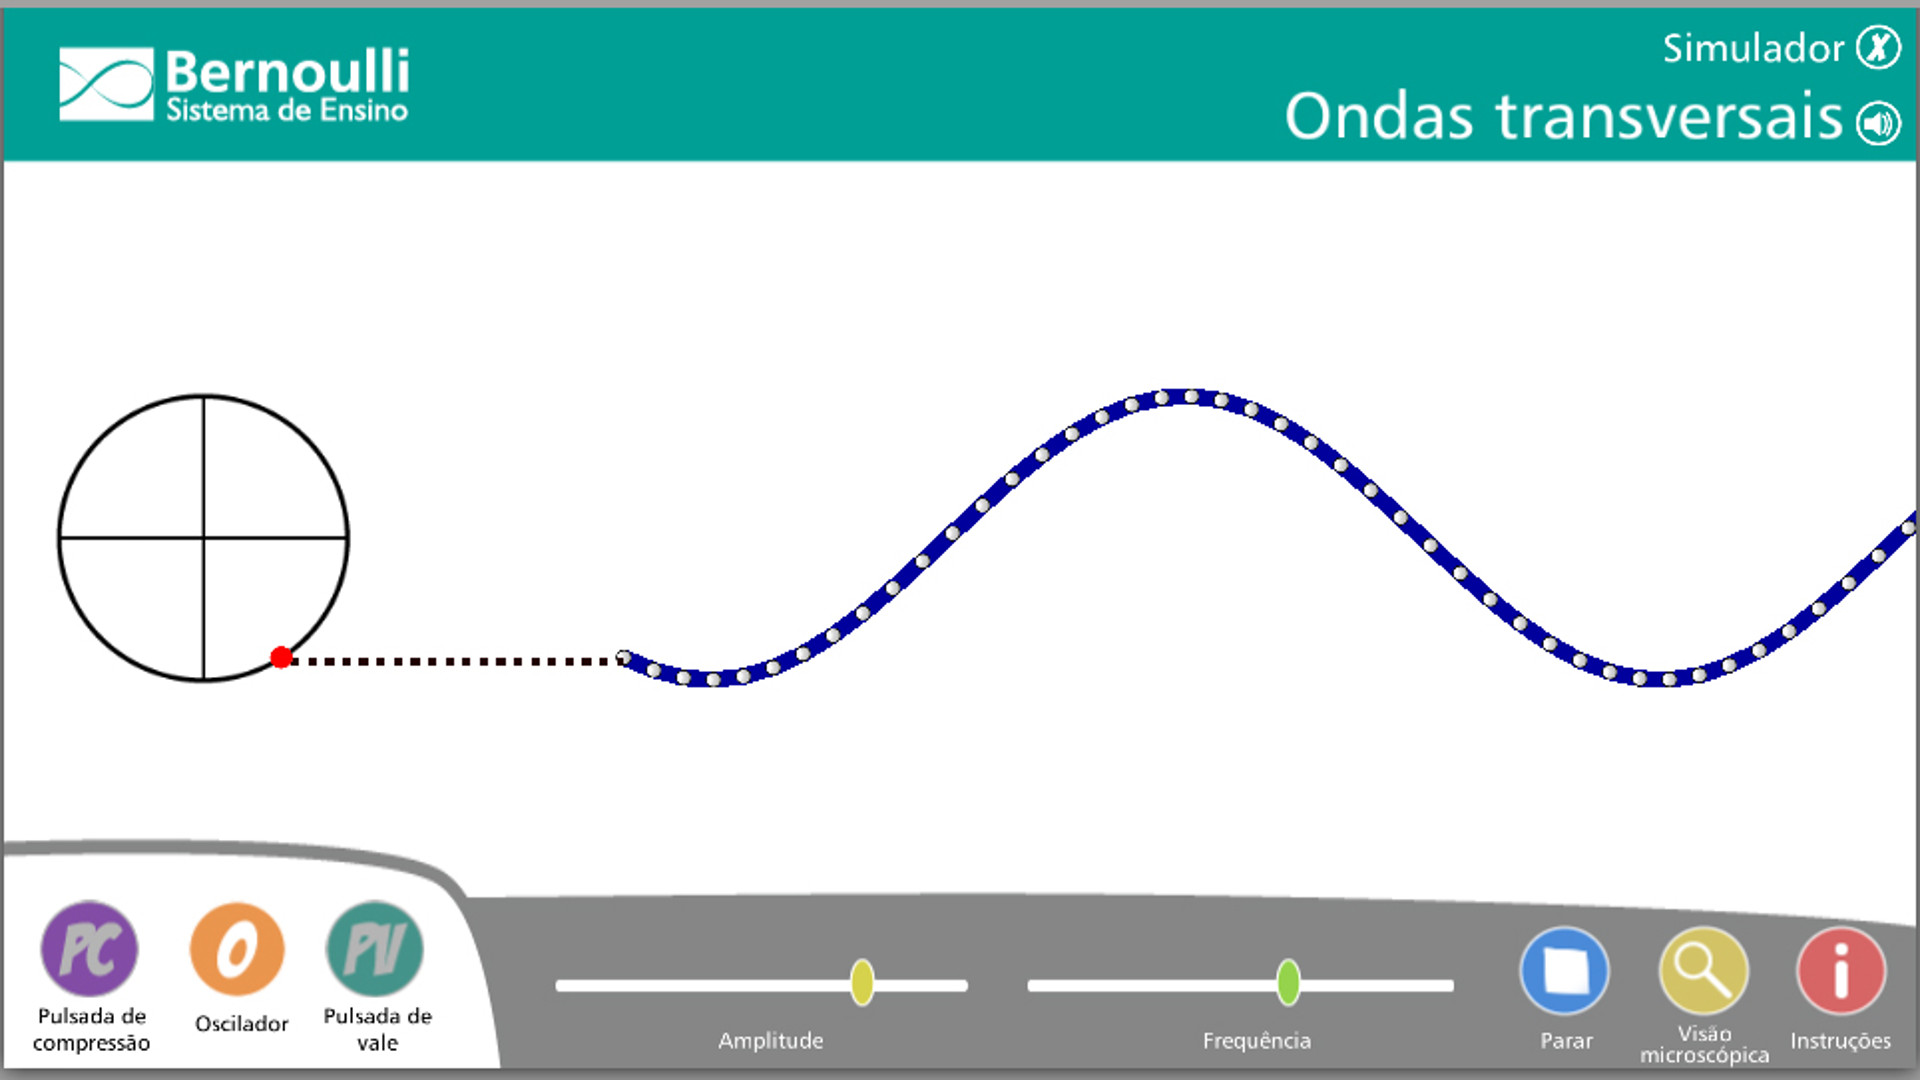 Bernoulli
Sistema de Ensino
Simulador
Ondas transversais
PC
Pulsada de
compressão
O
Oscilador
PV
Pulsada de
vale
Amplitude
Frequência
Parar
Visão
microscópica
i
Instruções